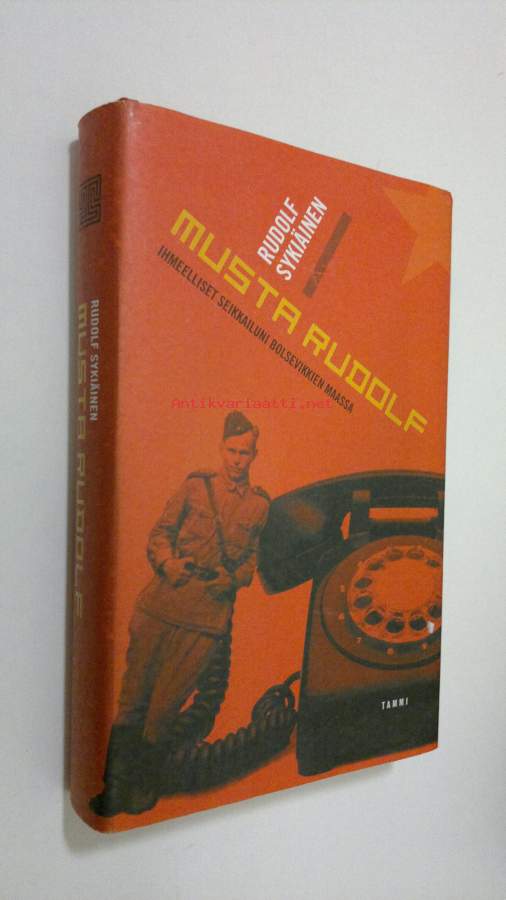 RUDOLF
SYKIÄINEN
MUSTA RUDOLF
IHMEELLISET SEIKKAILUNI BOLSEVIKKIEN MAASSA
Antikvariaatti.net
TAMMI
RUDOLF SYKIÄINEN
MUSTA RUDOLF